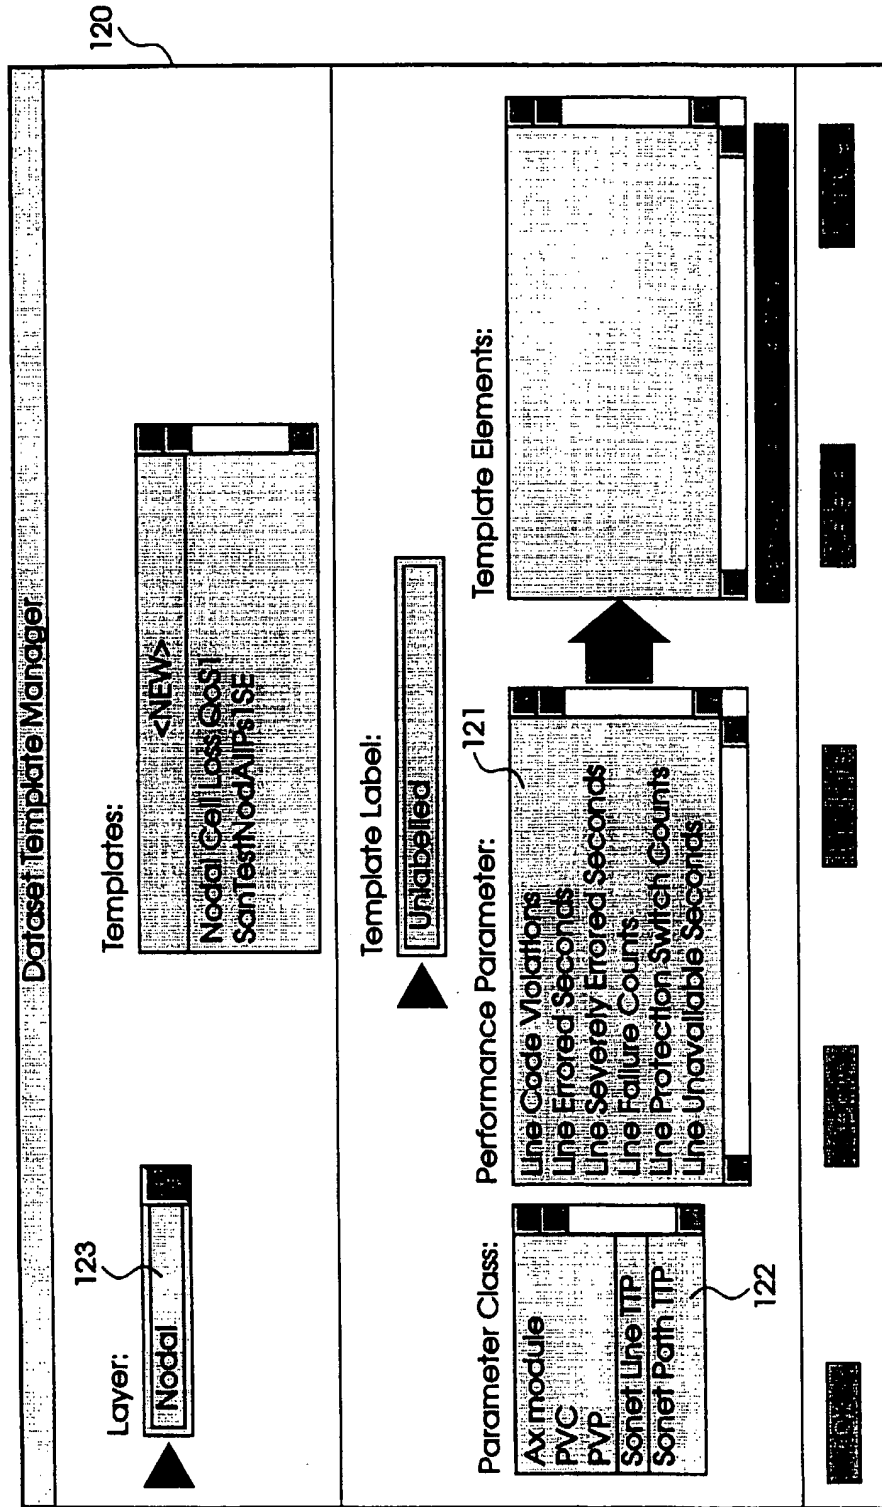 120
Dataset Template Manager
Layer:
123
Nodal
Templates:
<NEW>
Nodal Cell Loss QoS1
SanTestNodAllPs1SE
Template Label:
Unlabelled
Parameter Class:
Ax module
PVC
PVP
Sonet Line TTP
Sonet Path TTP
122
Performance Parameter:
121
Line Code Violations
Line Errored Seconds
Line Severely Errored Seconds
Line Failure Counts
Line Protection Switch Counts
Line Unavailable Seconds
Template Elements: